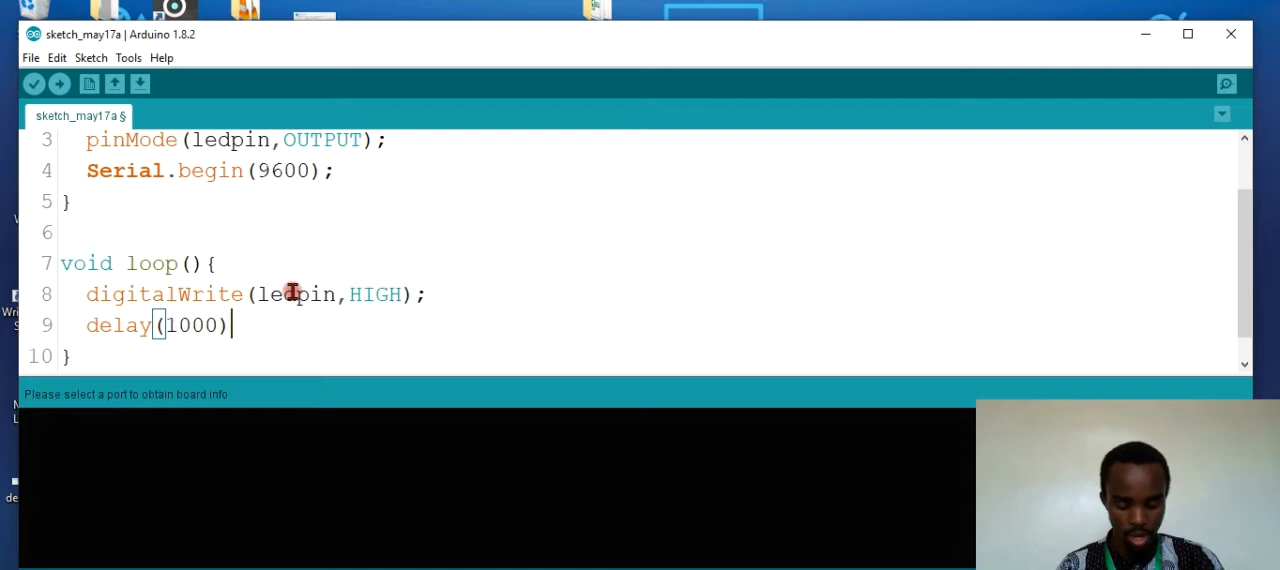 sketch_may17a | Arduino 1.8.2
File Edit Sketch Tools Help
sketch_may17a §
3 pinMode(ledpin,OUTPUT);
4 Serial.begin(9600);
5 }
6
7 void loop(){
8 digitalWrite(ledpin,HIGH);
9 delay(1000)
10 }
Please select a port to obtain board info